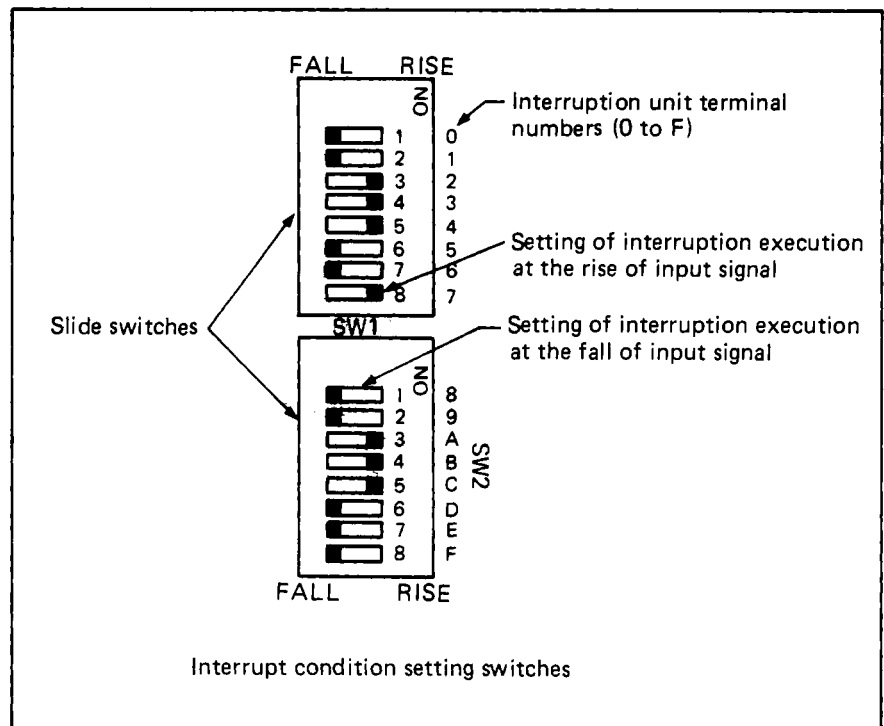 FALL RISE
ON
1 0
2 1
3 2
4 3
5 4
6 5
7 6
8 7
Interruption unit terminal
numbers (0 to F)
Setting of interruption execution
at the rise of input signal
Slide switches
SW1
Setting of interruption execution
at the fall of input signal
ON
1 8
2 9
3 A
4 B
5 C
6 D
7 E
8 F
SW2
FALL RISE
Interrupt condition setting switches